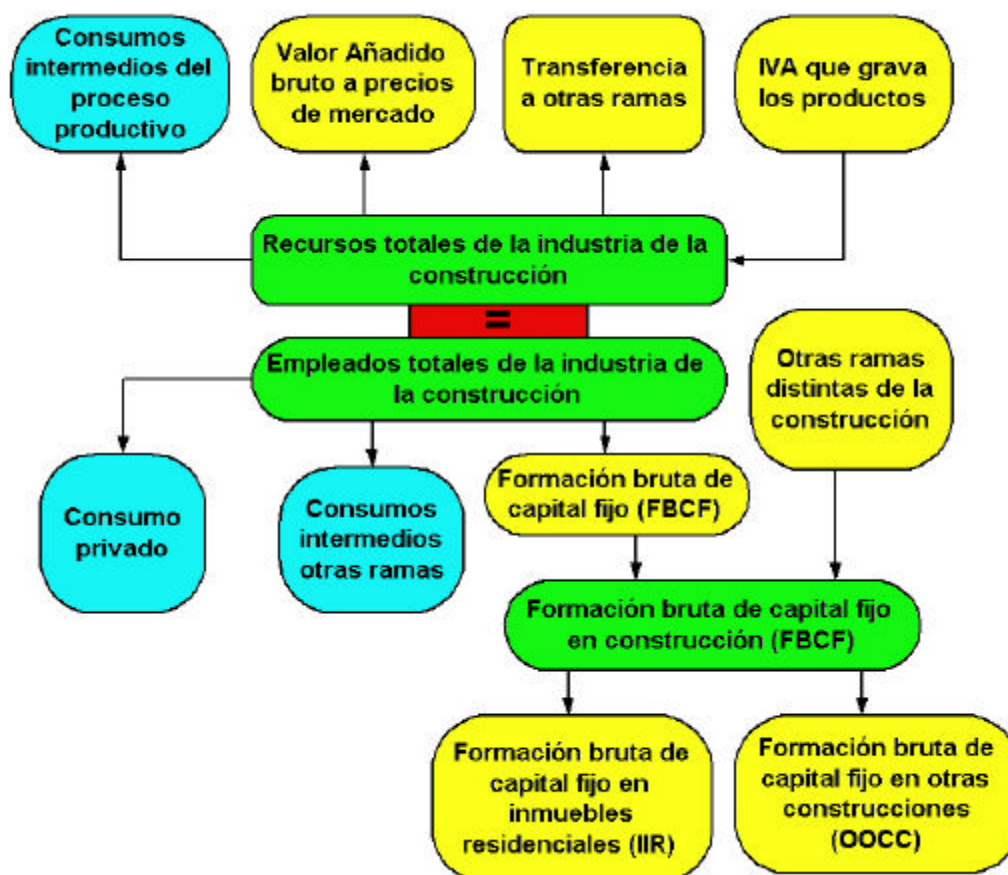 Consumos
intermedios del
proceso
productivo
Valor Añadido
bruto a precios
de mercado
Transferencia
a otras ramas
IVA que grava
los productos
Recursos totales de la industria de la
construcción
=
Empleados totales de la industria de
la construcción
Otras ramas
distintas de la
construcción
Consumo
privado
Consumos
intermedios
otras ramas
Formación bruta de
capital fijo (FBCF)
Formación bruta de capital fijo
en construcción (FBCF)
Formación bruta de
capital fijo en
inmuebles
residenciales (IIR)
Formación bruta de
capital fijo en otras
construcciones
(OOCC)